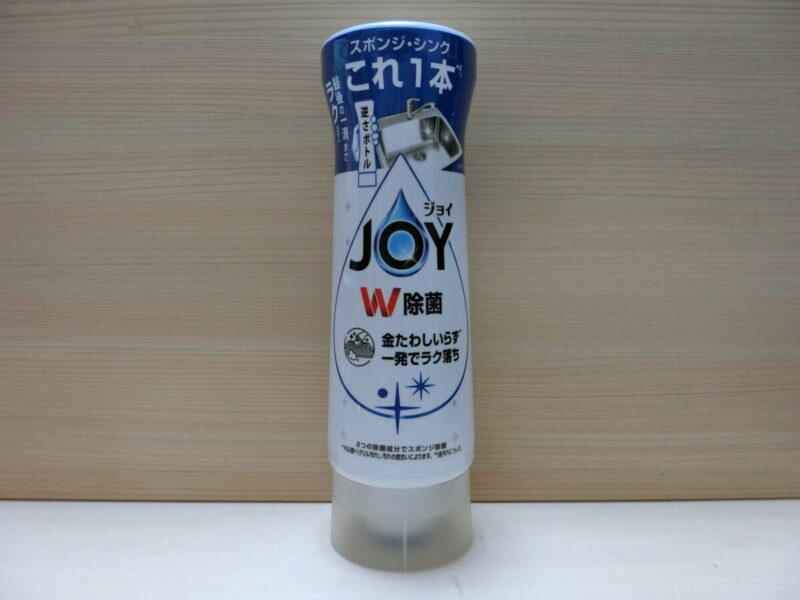 スポンジ・シンク
これ1本
最後の一滴まで
ラク!
逆さボトル
ジョイ
JOY
W除菌
金たわしいらず
一発でラク落ち
2つの除菌成分でスポンジ除菌